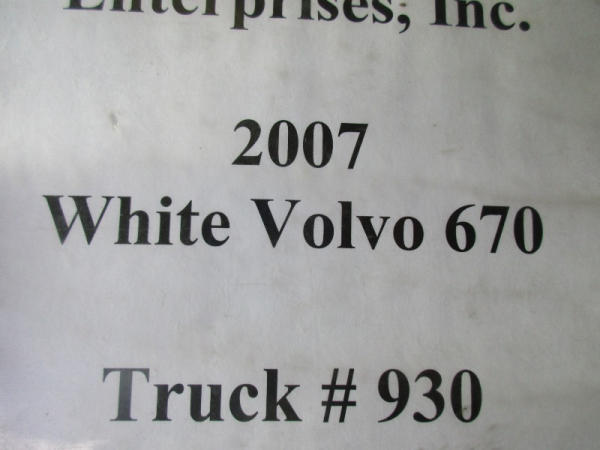 Enterprises, Inc.
2007
White Volvo 670
Truck # 930